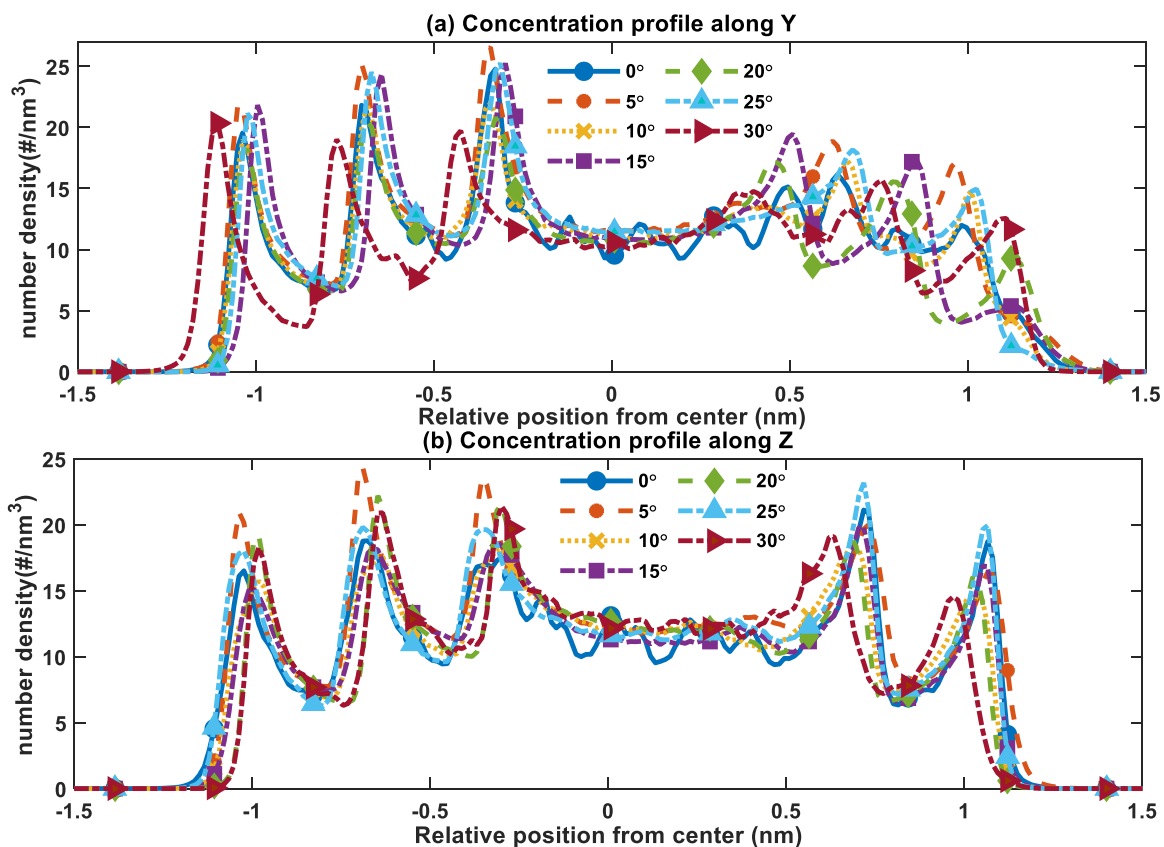 (a) Concentration profile along Y
number density(#/nm³)
25
20
15
10
5
0
0° 20°
5° 25°
10° 30°
15°
-1.5 -1 -0.5 0 0.5 1 1.5
Relative position from center (nm)
(b) Concentration profile along Z
number density(#/nm³)
25
20
15
10
5
0
0° 20°
5° 25°
10° 30°
15°
-1.5 -1 -0.5 0 0.5 1 1.5
Relative position from center (nm)